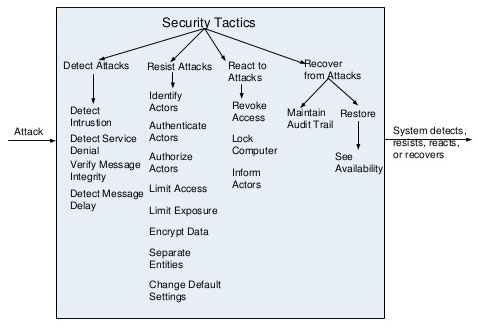 Security Tactics
Detect Attacks
Resist Attacks
React to
Attacks
Recover
from Attacks
Detect
Intrustion
Detect Service
Denial
Verify Message
Integrity
Detect Message
Delay
Identify
Actors
Authenticate
Actors
Authorize
Actors
Limit Access
Limit Exposure
Encrypt Data
Separate
Entities
Change Default
Settings
Revoke
Access
Lock
Computer
Inform
Actors
Maintain
Audit Trail
Restore
See
Availability
Attack
System detects,
resists, reacts,
or recovers